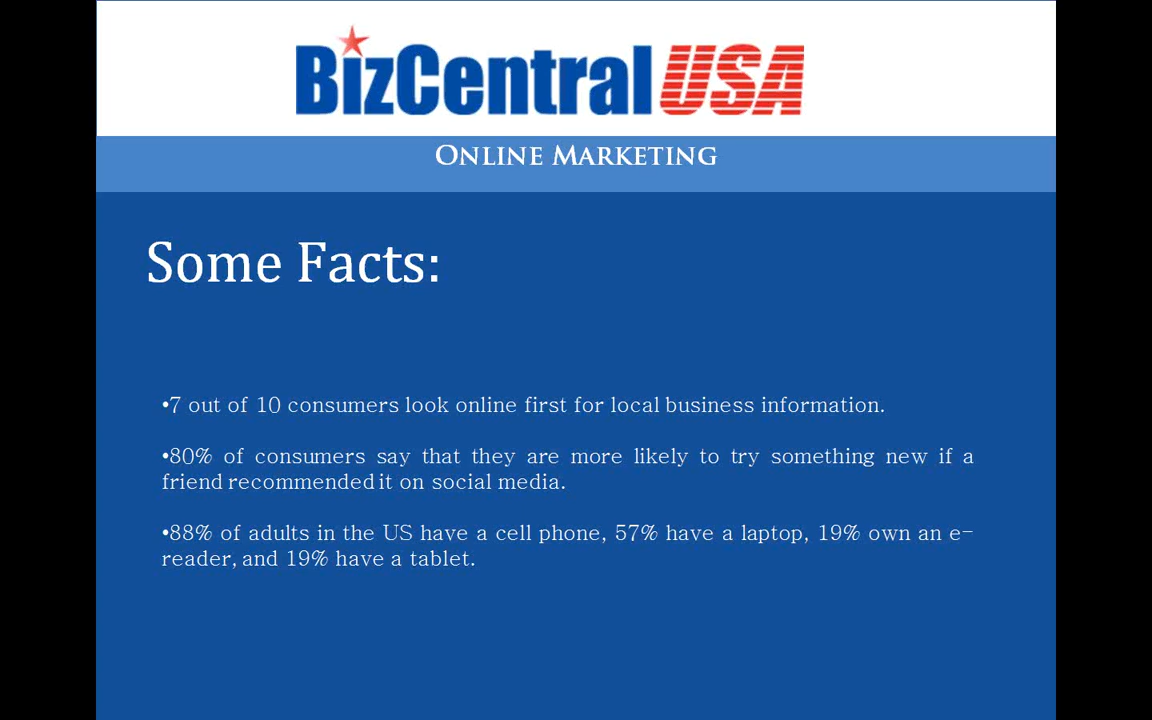 BizCentral USA
ONLINE MARKETING
Some Facts:
•7 out of 10 consumers look online first for local business information.
•80% of consumers say that they are more likely to try something new if a
friend recommended it on social media.
•88% of adults in the US have a cell phone, 57% have a laptop, 19% own an e-
reader, and 19% have a tablet.